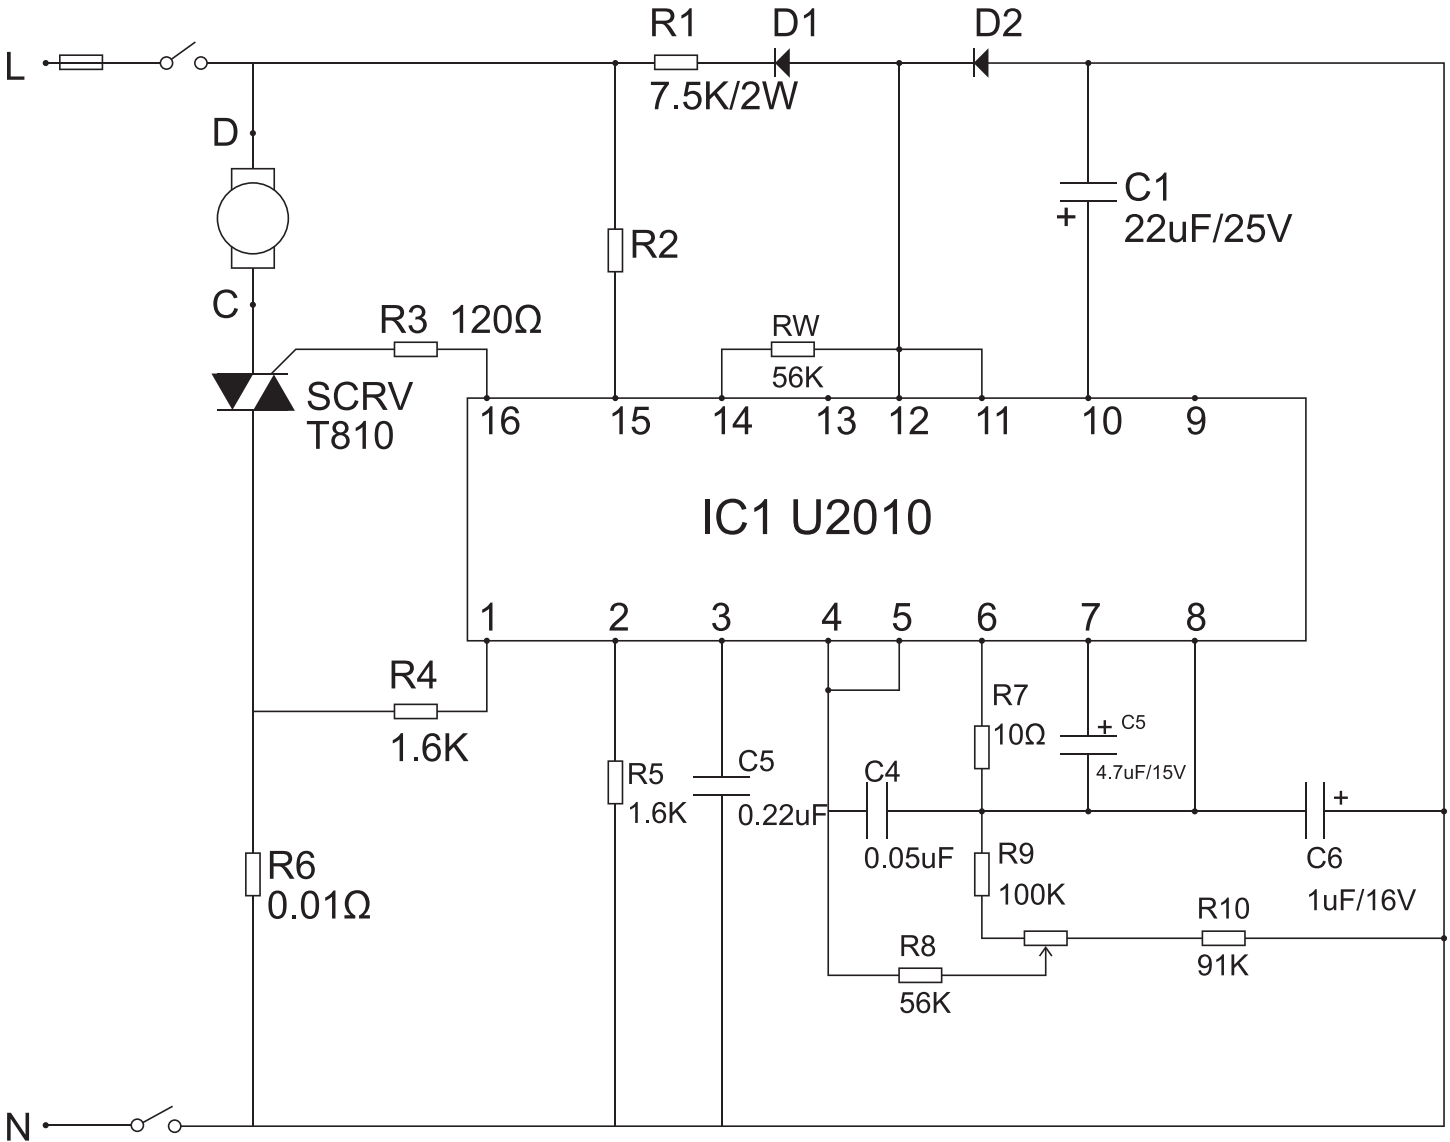 R1 D1 D2
L
7.5K/2W
D
C1
22uF/25V
R2
C
R3 120Ω
RW
56K
SCRV
T810
16 15 14 13 12 11 10 9
IC1 U2010
1 2 3 4 5 6 7 8
R4
1.6K
R7
10Ω
+ C5
4.7uF/15V
R5
1.6K
C5
0.22uF
C4
0.05uF
+
C6
1uF/16V
R6
0.01Ω
R9
100K
R10
91K
R8
56K
N